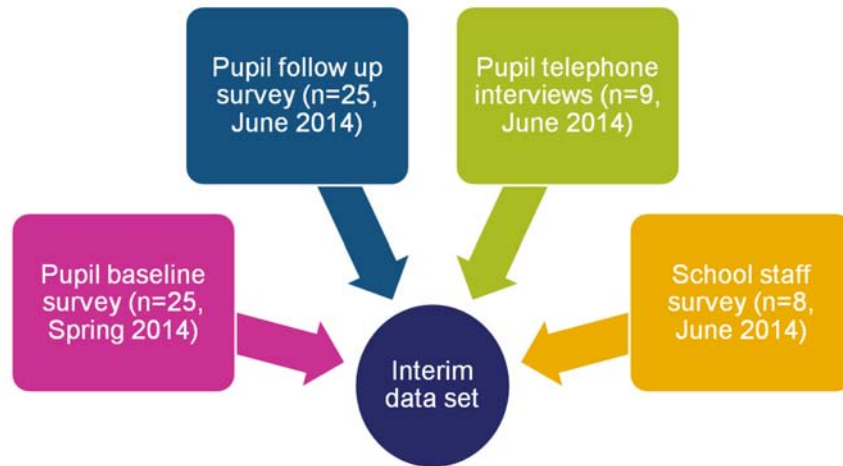 Pupil follow up
survey (n=25,
June 2014)
Pupil telephone
interviews (n=9,
June 2014)
Pupil baseline
survey (n=25,
Spring 2014)
School staff
survey (n=8,
June 2014)
Interim
data set